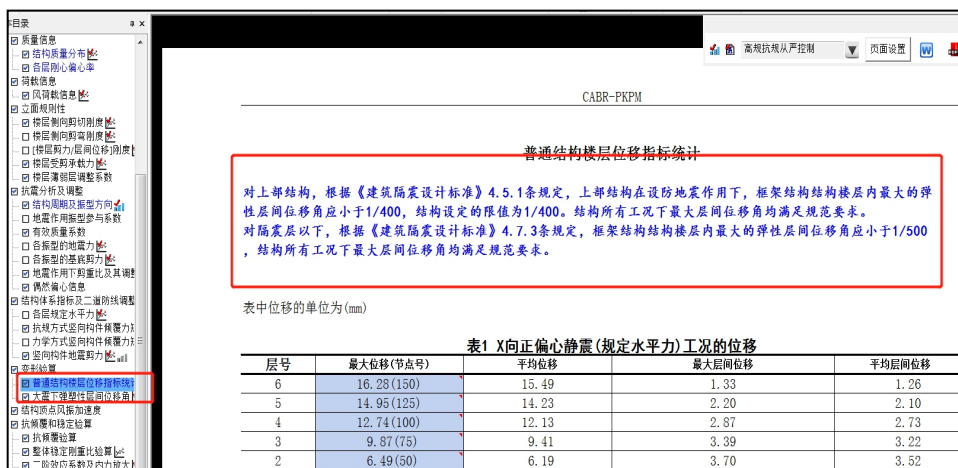 目录
质量信息
结构质量分布
各层刚心偏心率
荷载信息
风荷载信息
立面规则性
楼层侧向剪切刚度
楼层侧向剪弯刚度
[楼层剪力/层间位移]刚度
楼层受剪承载力
楼层薄弱层调整系数
抗震分析及调整
结构周期及振型方向
地震作用振型参与系数
有效质量系数
各振型的地震力
各振型的基底剪力
地震作用下剪重比及其调整
偶然偏心信息
结构体系指标及二道防线调整
各层规定水平力
抗规方式竖向构件倾覆力
力学方式竖向构件倾覆力
竖向构件地震剪力
变形验算
普通结构楼层位移指标统计
大震下弹塑性层间位移角
结构顶点风振加速度
抗倾覆和稳定验算
抗倾覆验算
整体稳定刚重比验算
二阶效应系数及内力放大
高规抗规从严控制
页面设置
CABR-PKPM
普通结构楼层位移指标统计
对上部结构，根据《建筑隔震设计标准》4.5.1条规定，上部结构在设防地震作用下，框架结构结构楼层内最大的弹
性层间位移角应小于1/400，结构设定的限值为1/400。结构所有工况下最大层间位移角均满足规范要求。
对隔震层以下，根据《建筑隔震设计标准》4.7.3条规定，框架结构结构楼层内最大的弹性层间位移角应小于1/500
，结构所有工况下最大层间位移角均满足规范要求。
表中位移的单位为(mm)
表1 X向正偏心静震(规定水平力)工况的位移
层号 最大位移(节点号) 平均位移 最大层间位移 平均层间位移
6 16.28(150) 15.49 1.33 1.26
5 14.95(125) 14.23 2.20 2.10
4 12.74(100) 12.13 2.87 2.73
3 9.87(75) 9.41 3.39 3.22
2 6.49(50) 6.19 3.70 3.52